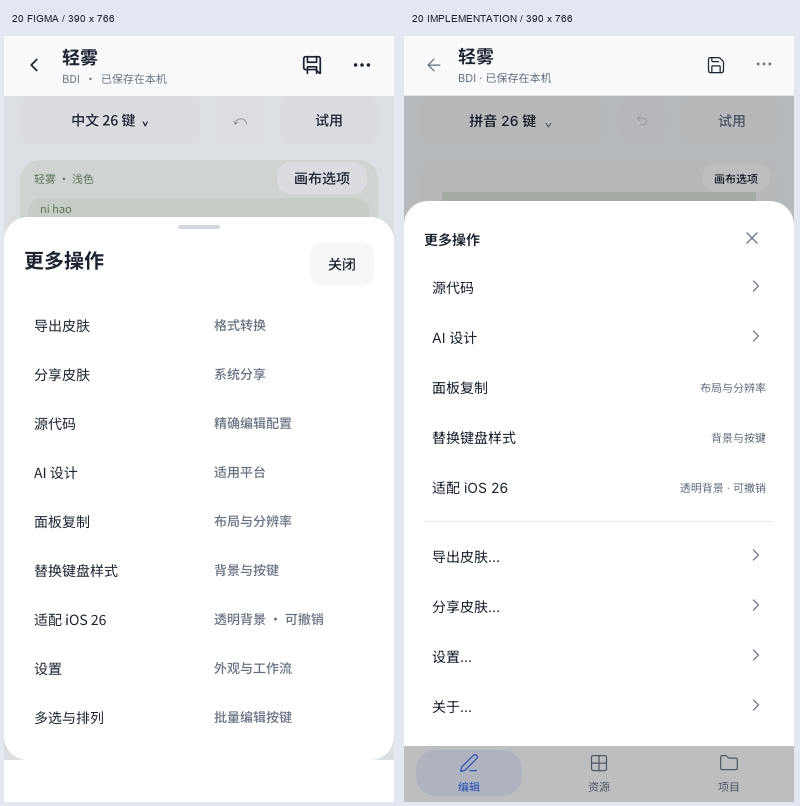 20 FIGMA / 390 x 766
轻雾
BDI • 已保存在本机
中文 26 键
试用
轻雾 • 浅色
画布选项
ni hao
更多操作
关闭
导出皮肤 格式转换
分享皮肤 系统分享
源代码 精确编辑配置
AI 设计 适用平台
面板复制 布局与分辨率
替换键盘样式 背景与按键
适配 iOS 26 透明背景 • 可撤销
设置 外观与工作流
多选与排列 批量编辑按键
20 IMPLEMENTATION / 390 x 766
轻雾
BDI · 已保存在本机
拼音 26 键
试用
画布选项
更多操作
源代码
AI 设计
面板复制 布局与分辨率
替换键盘样式 背景与按键
适配 iOS 26 透明背景 · 可撤销
导出皮肤...
分享皮肤...
设置...
关于...
编辑 资源 项目